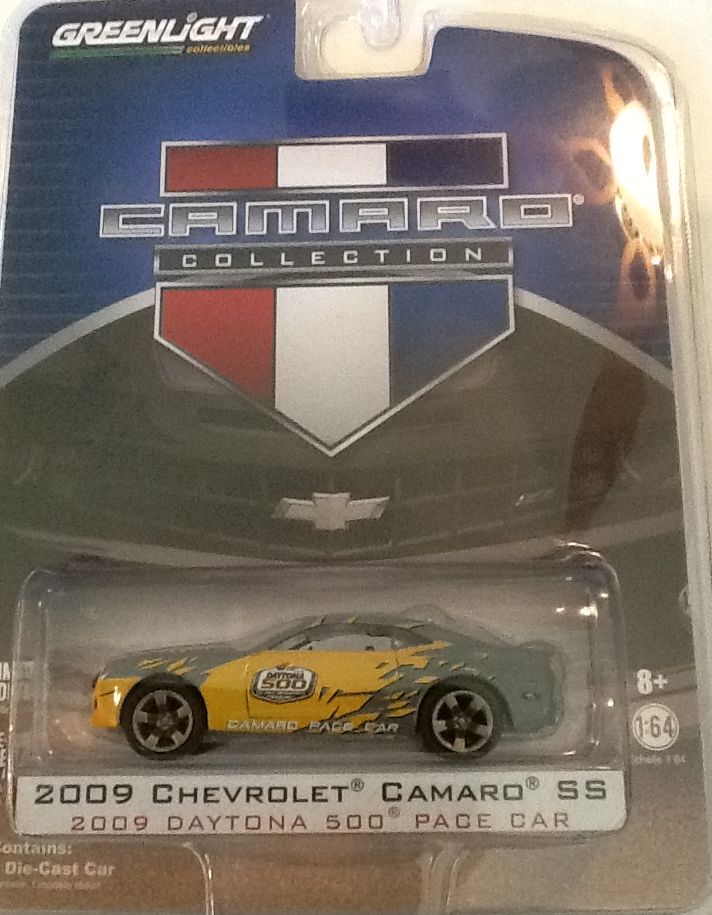 GREENLIGHT
collectibles
CAMARO®
COLLECTION
DAYTONA
500
CAMARO PACE CAR
8+
1:64
2009 CHEVROLET® CAMARO® SS
2009 DAYTONA 500® PACE CAR
ontains:
Die-Cast Car